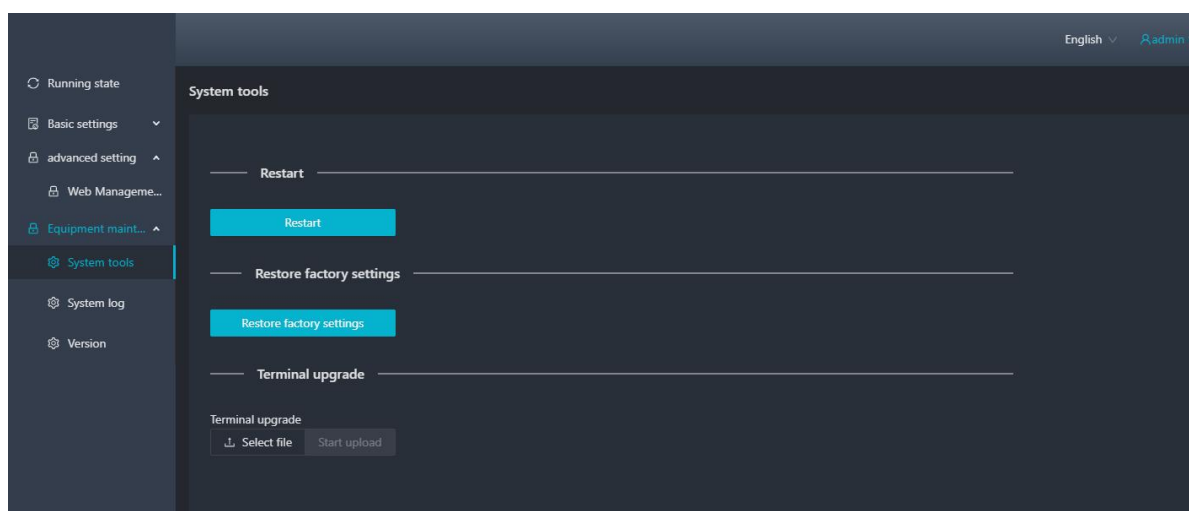 English
admin
Running state
Basic settings
advanced setting
Web Manageme...
Equipment maint...
System tools
System log
Version
System tools
Restart
Restart
Restore factory settings
Restore factory settings
Terminal upgrade
Terminal upgrade
Select file
Start upload